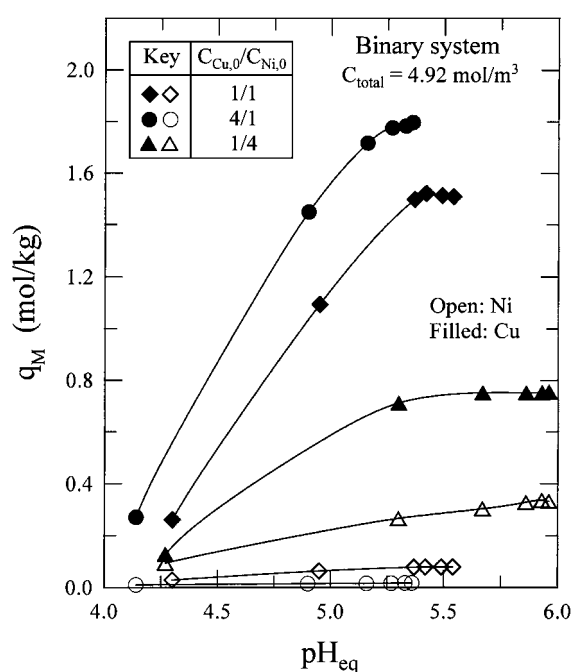 Key C_Cu,0/C_Ni,0
1/1
4/1
1/4
Binary system
C_total = 4.92 mol/m³
Open: Ni
Filled: Cu
q_M (mol/kg)
2.0
1.6
1.2
0.8
0.4
0.0
4.0 4.5 5.0 5.5 6.0
pH_eq